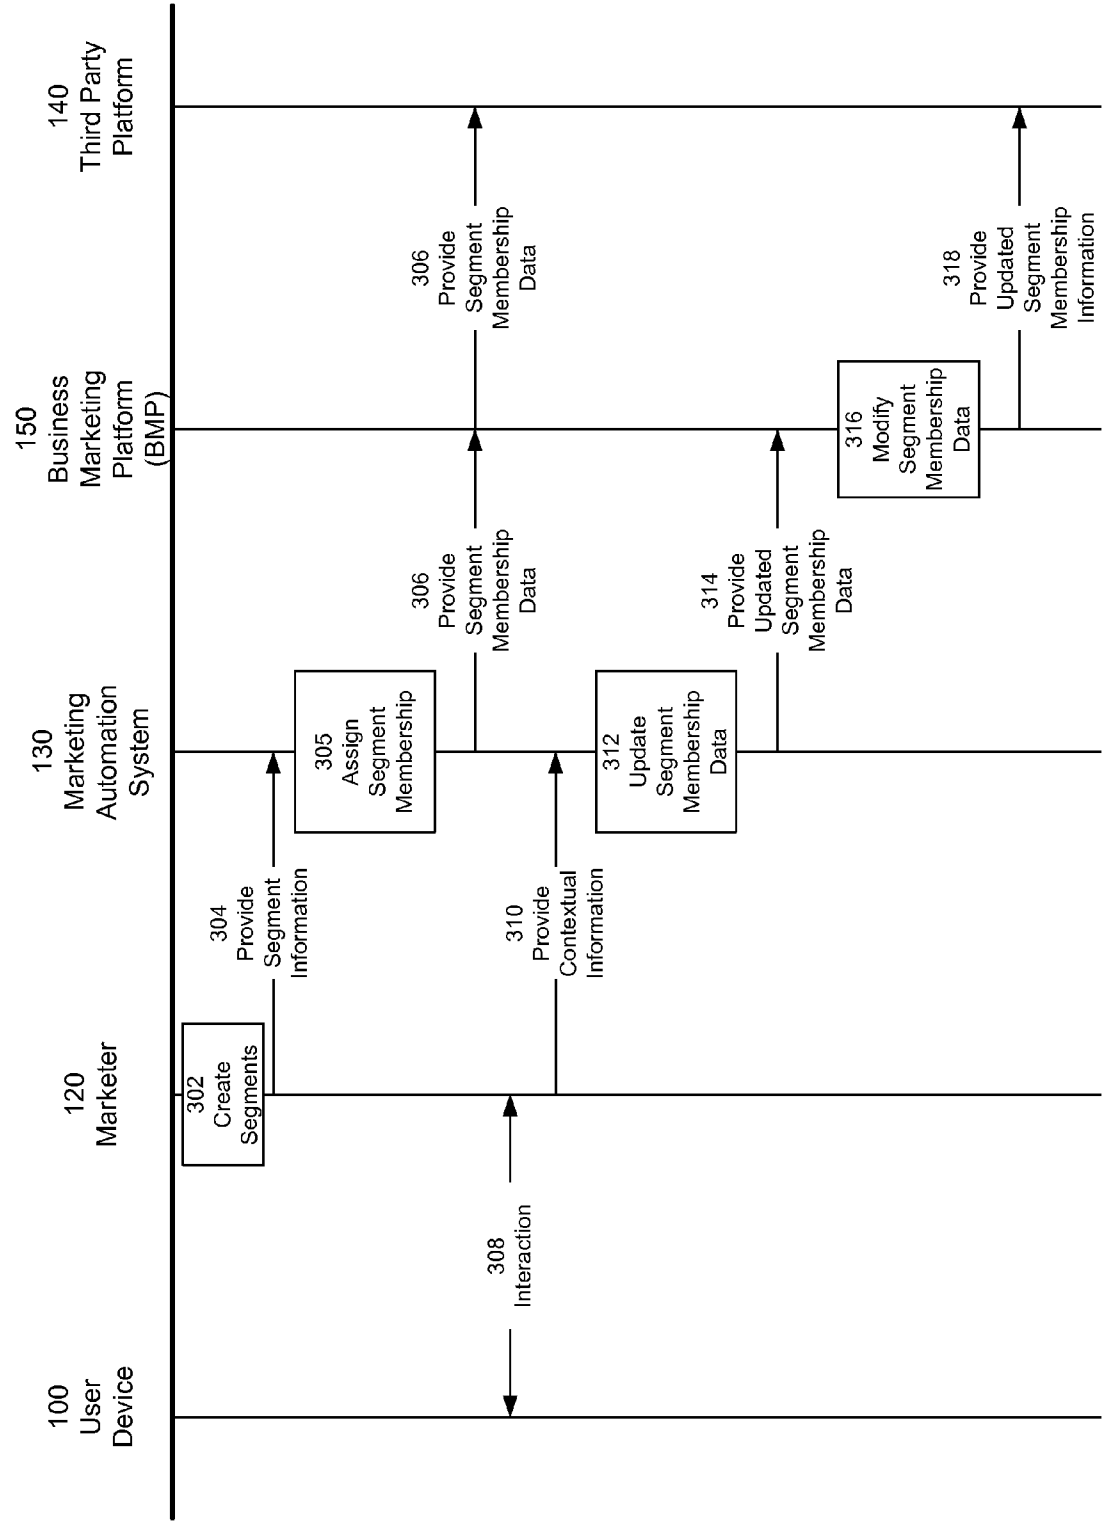 100
User
Device
120
Marketer
130
Marketing
Automation
System
150
Business
Marketing
Platform
(BMP)
140
Third Party
Platform
302
Create
Segments
304
Provide
Segment
Information
305
Assign
Segment
Membership
306
Provide
Segment
Membership
Data
306
Provide
Segment
Membership
Data
308
Interaction
310
Provide
Contextual
Information
312
Update
Segment
Membership
Data
314
Provide
Updated
Segment
Membership
Data
316
Modify
Segment
Membership
Data
318
Provide
Updated
Segment
Membership
Information